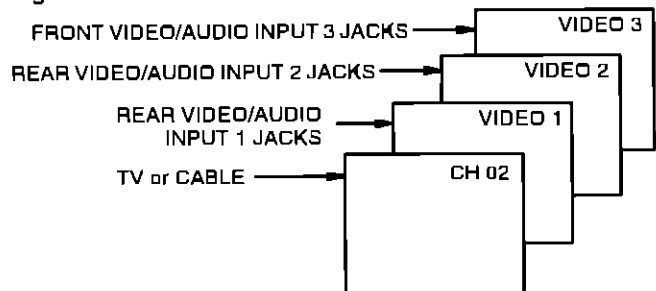 FRONT VIDEO/AUDIO INPUT 3 JACKS
VIDEO 3
REAR VIDEO/AUDIO INPUT 2 JACKS
VIDEO 2
REAR VIDEO/AUDIO
INPUT 1 JACKS
VIDEO 1
TV or CABLE
CH 02